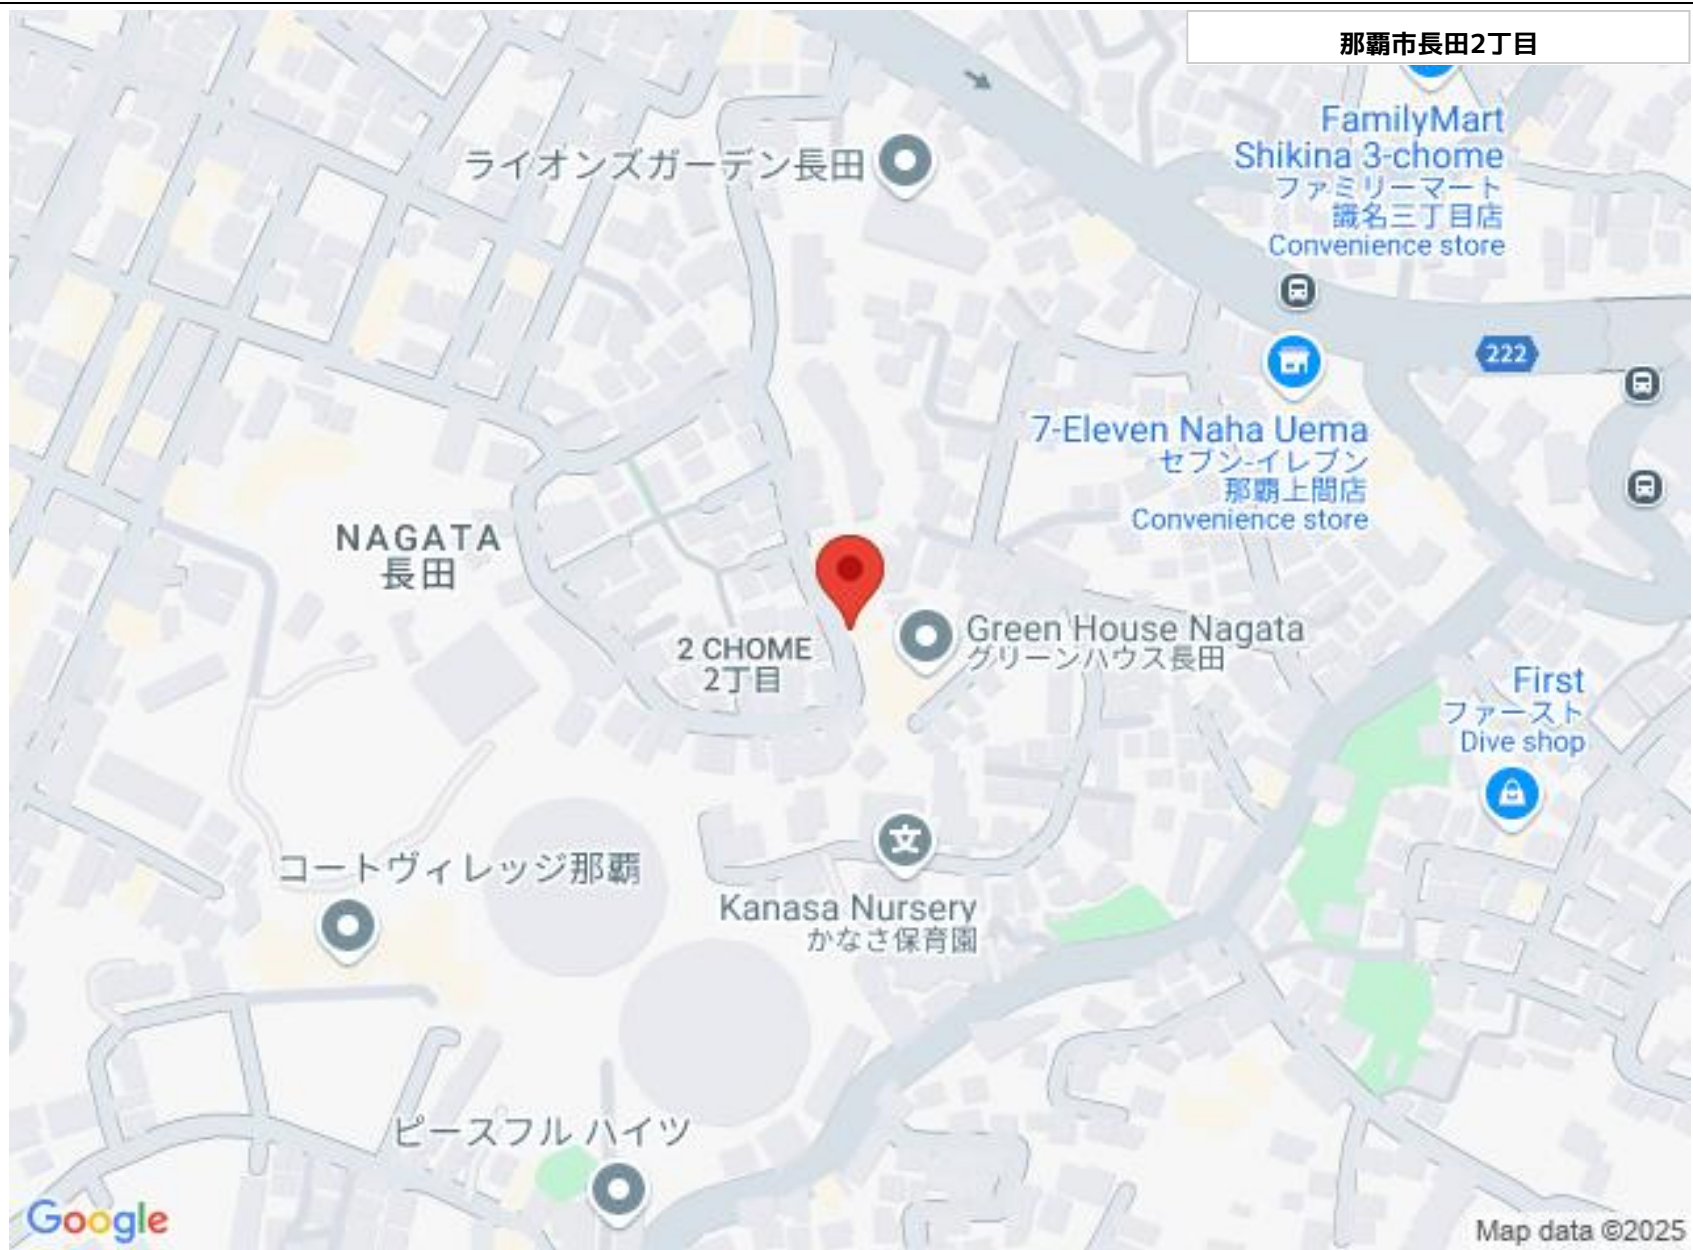 那覇市長田2丁目
FamilyMart
Shikina 3-chome
ファミリーマート
識名三丁目店
Convenience store
ライオンズガーデン長田
222
7-Eleven Naha Uema
セブン-イレブン
那覇上間店
Convenience store
NAGATA
長田
2 CHOME
2丁目
Green House Nagata
グリーンハウス長田
First
ファースト
Dive shop
コートヴィレッジ那覇
文
Kanasa Nursery
かなさ保育園
ピースフル ハイツ
Google
Map data ©2025